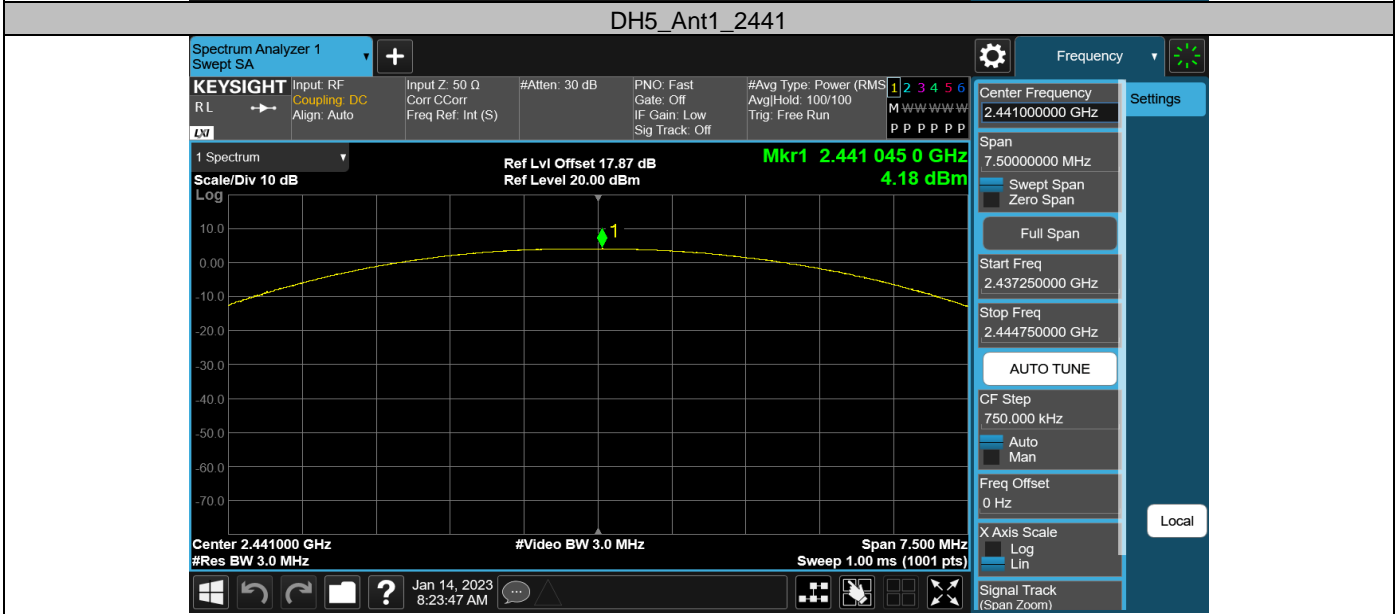 DH5_Ant1_2441
Spectrum Analyzer 1
Swept SA
Frequency
KEYSIGHT
R L
LXI
Input: RF
Coupling: DC
Align: Auto
Input Z: 50 Ω
Corr CCorr
Freq Ref: Int (S)
#Atten: 30 dB
PNO: Fast
Gate: Off
IF Gain: Low
Sig Track: Off
#Avg Type: Power (RMS
Avg|Hold: 100/100
Trig: Free Run
1 2 3 4 5 6
M W W W W W
P P P P P P
1 Spectrum
Scale/Div 10 dB
Ref Lvl Offset 17.87 dB
Ref Level 20.00 dBm
Mkr1 2.441 045 0 GHz
4.18 dBm
Log
10.0
0.00
-10.0
-20.0
-30.0
-40.0
-50.0
-60.0
-70.0
1
Center 2.441000 GHz
#Res BW 3.0 MHz
#Video BW 3.0 MHz
Span 7.500 MHz
Sweep 1.00 ms (1001 pts)
Center Frequency
2.441000000 GHz
Span
7.50000000 MHz
Swept Span
Zero Span
Full Span
Start Freq
2.437250000 GHz
Stop Freq
2.444750000 GHz
AUTO TUNE
CF Step
750.000 kHz
Auto
Man
Freq Offset
0 Hz
X Axis Scale
Log
Lin
Signal Track
(Span Zoom)
Settings
Local
?
Jan 14, 2023
8:23:47 AM